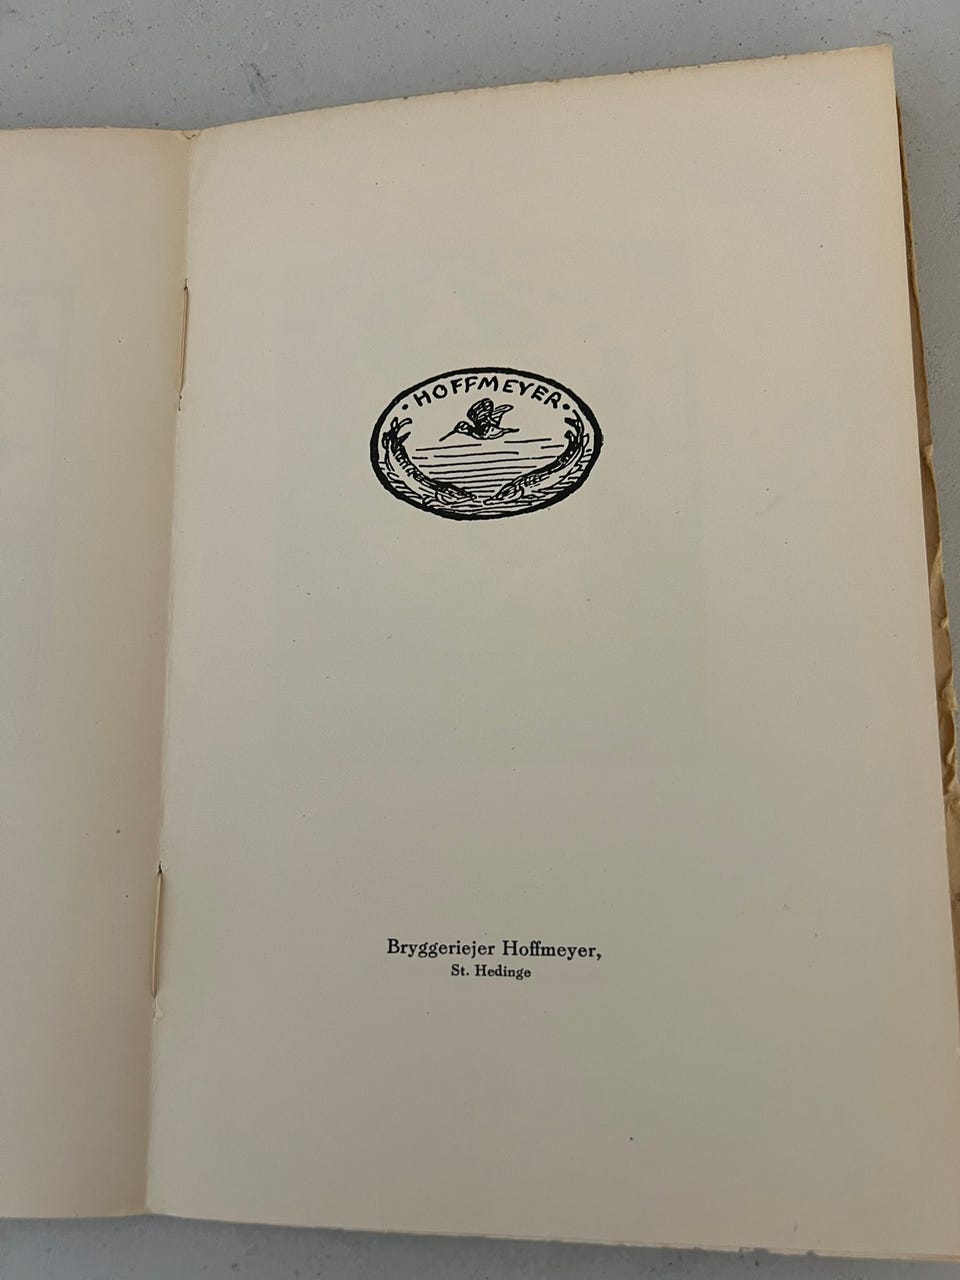 • HOFFMEYER •
Bryggeriejer Hoffmeyer,
St. Hedinge